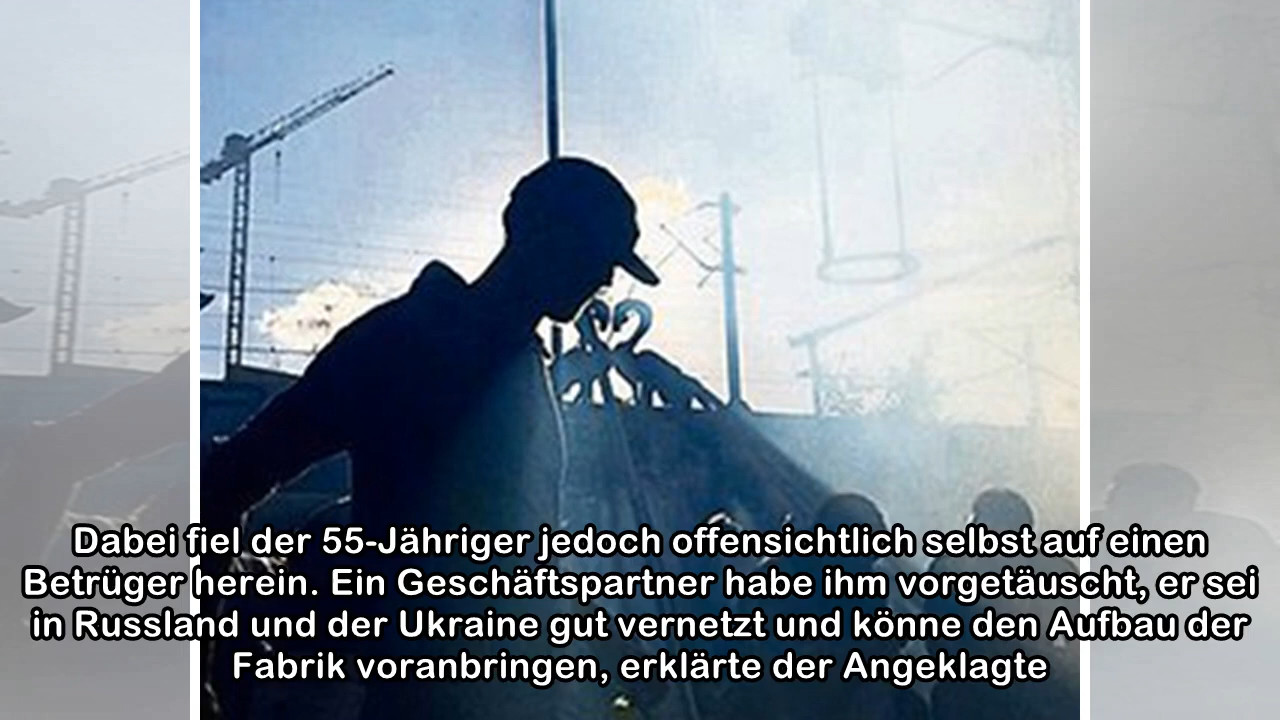 Dabei fiel der 55-Jähriger jedoch offensichtlich selbst auf einen
Betrüger herein. Ein Geschäftspartner habe ihm vorgetäuscht, er sei
in Russland und der Ukraine gut vernetzt und könne den Aufbau der
Fabrik voranbringen, erklärte der Angeklagte